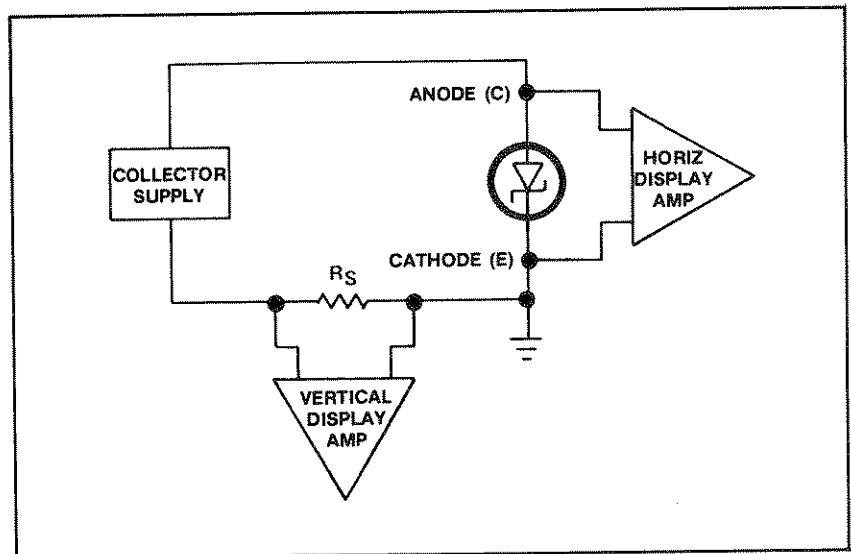 ANODE (C)
COLLECTOR
SUPPLY
HORIZ
DISPLAY
AMP
CATHODE (E)
RS
VERTICAL
DISPLAY
AMP